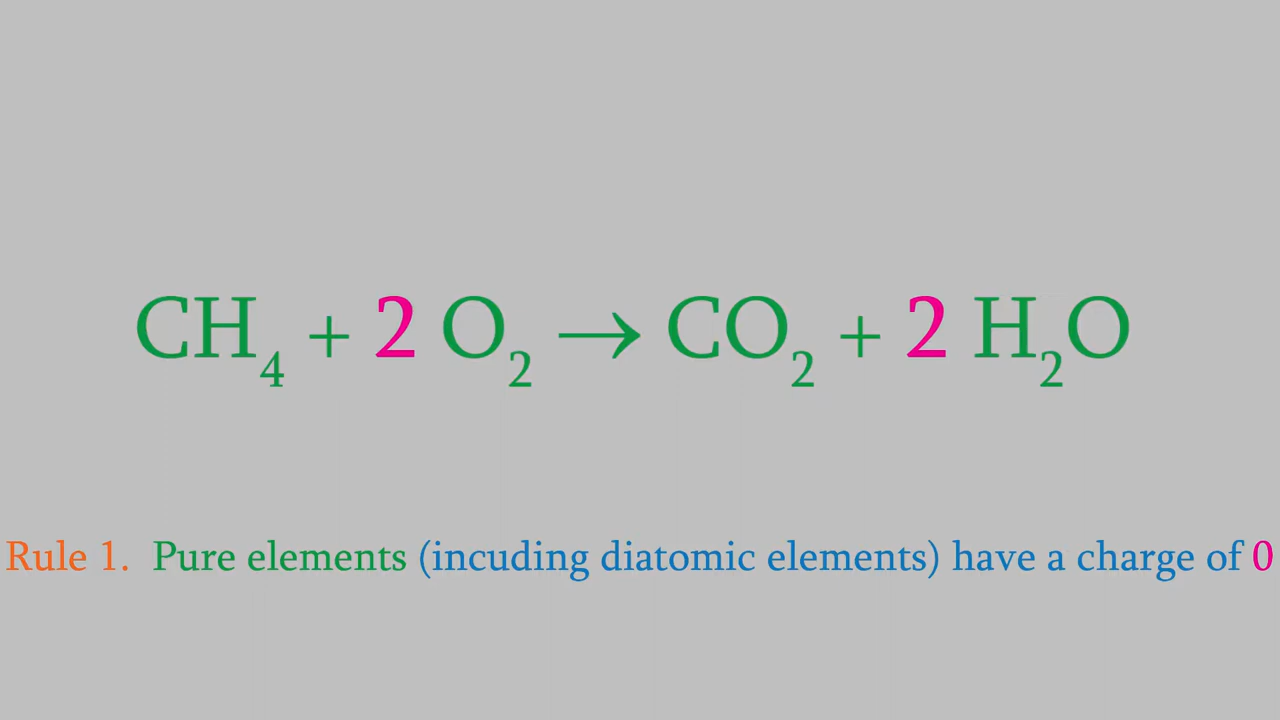 CH₄ + 2 O₂ → CO₂ + 2 H₂O
Rule 1. Pure elements (incuding diatomic elements) have a charge of 0